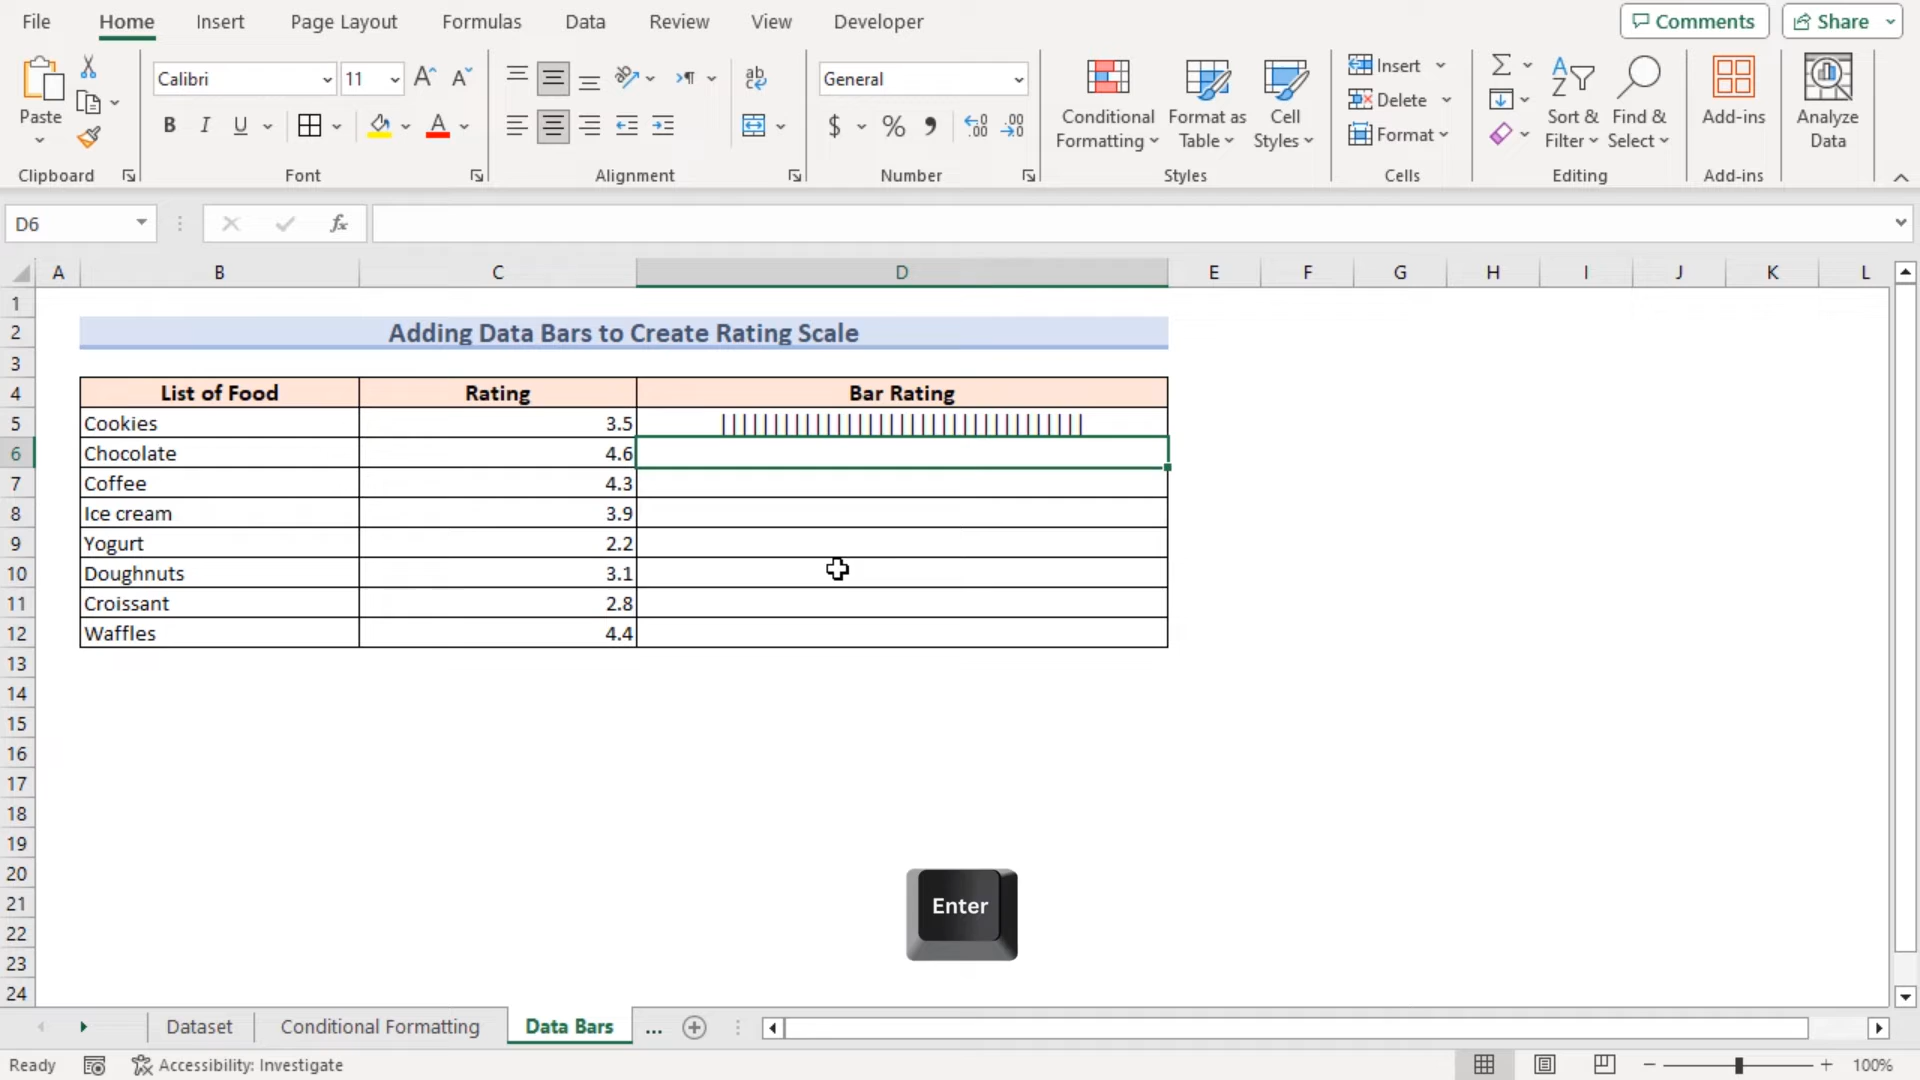 File Home Insert Page Layout Formulas Data Review View Developer Comments Share
Calibri 11 General
Paste
Conditional Formatting
Format as Table
Cell Styles
Insert
Delete
Format
Sort & Filter
Find & Select
Add-ins
Analyze Data
Clipboard Font Alignment Number Styles Cells Editing Add-ins
D6 fx
A B C D E F G H I J K L
1
2 Adding Data Bars to Create Rating Scale
3
4 List of Food Rating Bar Rating
5 Cookies 3.5 |||||||||||||||||||||||||||||||||||
6 Chocolate 4.6
7 Coffee 4.3
8 Ice cream 3.9
9 Yogurt 2.2
10 Doughnuts 3.1
11 Croissant 2.8
12 Waffles 4.4
13
14
15
16
17
18
19
20
21
22
23
24
Enter
Dataset Conditional Formatting Data Bars ...
Ready Accessibility: Investigate 100%